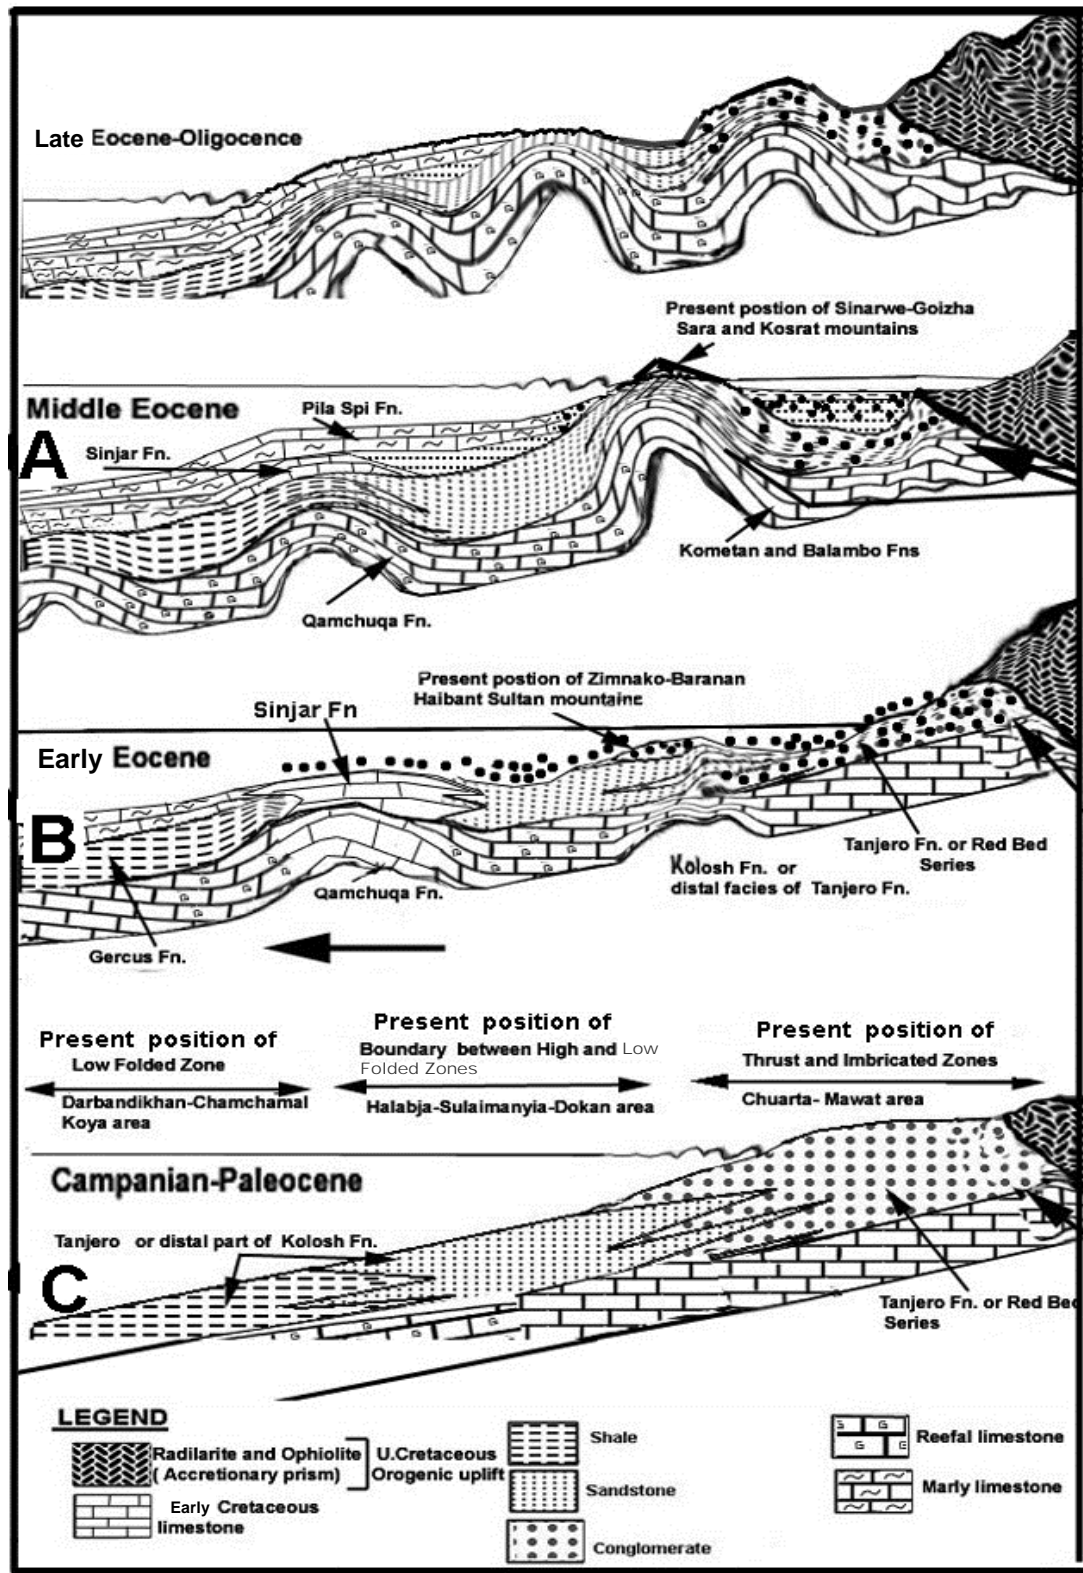 Late Eocene-Oligocence
Present postion of Sinarwe-Goizha
Sara and Kosrat mountains
Middle Eocene
Pila Spi Fn.
A
Sinjar Fn.
Kometan and Balambo Fns
Qamchuqa Fn.
Present postion of Zimnako-Baranan
Haibant Sultan mountainc
Sinjar Fn
Early Eocene
B
Tanjero Fn. or Red Bed
Series
Kolosh Fn. or
distal facies of Tanjero Fn.
Qamchuqa Fn.
Gercus Fn.
Present position of
Low Folded Zone
Darbandikhan-Chamchamal
Koya area
Present position of
Boundary between High and Low
Folded Zones
Halabja-Sulaimanyia-Dokan area
Present position of
Thrust and Imbricated Zones
Chuarta- Mawat area
Campanian-Paleocene
Tanjero or distal part of Kolosh Fn.
C
Tanjero Fn. or Red Bed
Series
LEGEND
Radilarite and Ophiolite
( Accretionary prism)
U.Cretaceous
Orogenic uplift
Early Cretaceous
limestone
Shale
Sandstone
Conglomerate
Reefal limestone
Marly limestone